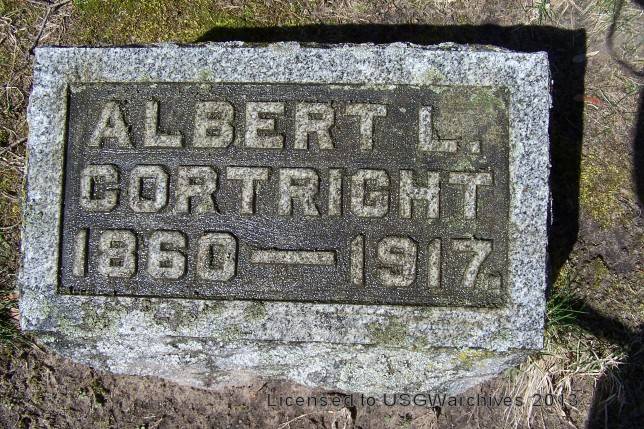 ALBERT L.
CORTRIGHT
1860 — 1917.
Licensed to USGWarchives 2013